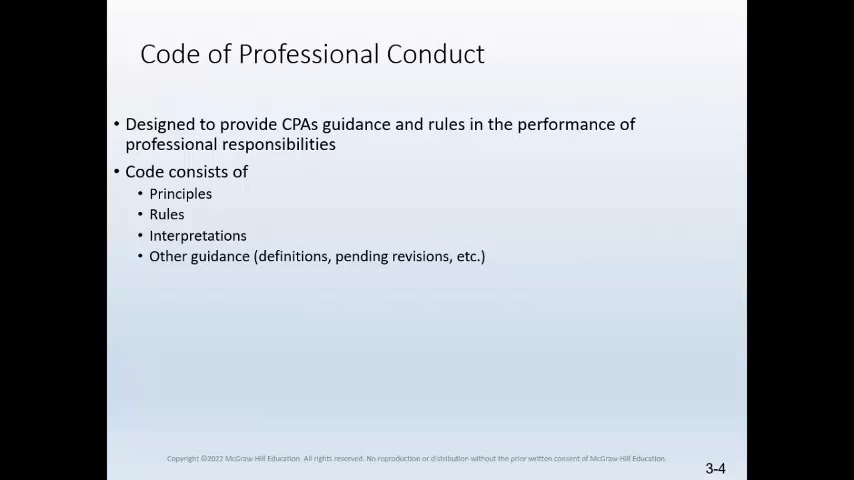 Code of Professional Conduct
• Designed to provide CPAs guidance and rules in the performance of
professional responsibilities
• Code consists of
• Principles
• Rules
• Interpretations
• Other guidance (definitions, pending revisions, etc.)
Copyright ©2022 McGraw Hill Education. All rights reserved. No reproduction or distribution without the prior written consent of McGraw-Hill Education.
3-4